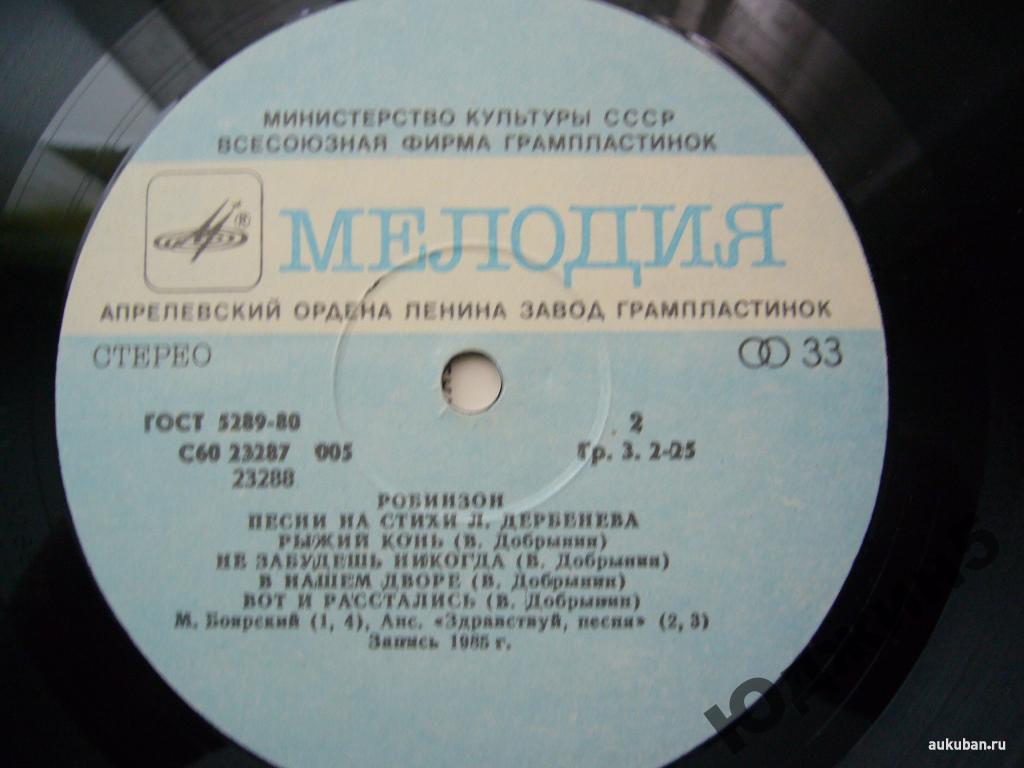 МИНИСТЕРСТВО КУЛЬТУРЫ СССР
ВСЕСОЮЗНАЯ ФИРМА ГРАМПЛАСТИНОК
МЕЛОДИЯ
®
АПРЕЛЕВСКИЙ ОРДЕНА ЛЕНИНА ЗАВОД ГРАМПЛАСТИНОК
СТЕРЕО 33
ГОСТ 5289-80 2
С60 23287 005 Гр. 3. 2-25
23288
РОБИНЗОН
ПЕСНИ НА СТИХИ Л. ДЕРБЕНЕВА
РЫЖИЙ КОНЬ (В. Добрынин)
НЕ ЗАБУДЕШЬ НИКОГДА (В. Добрынин)
В НАШЕМ ДВОРЕ (В. Добрынин)
ВОТ И РАССТАЛИСЬ (В. Добрынин)
М. Боярский (1, 4), Анс. «Здравствуй, песня» (2, 3)
Запись 1985 г.
aukuban.ru